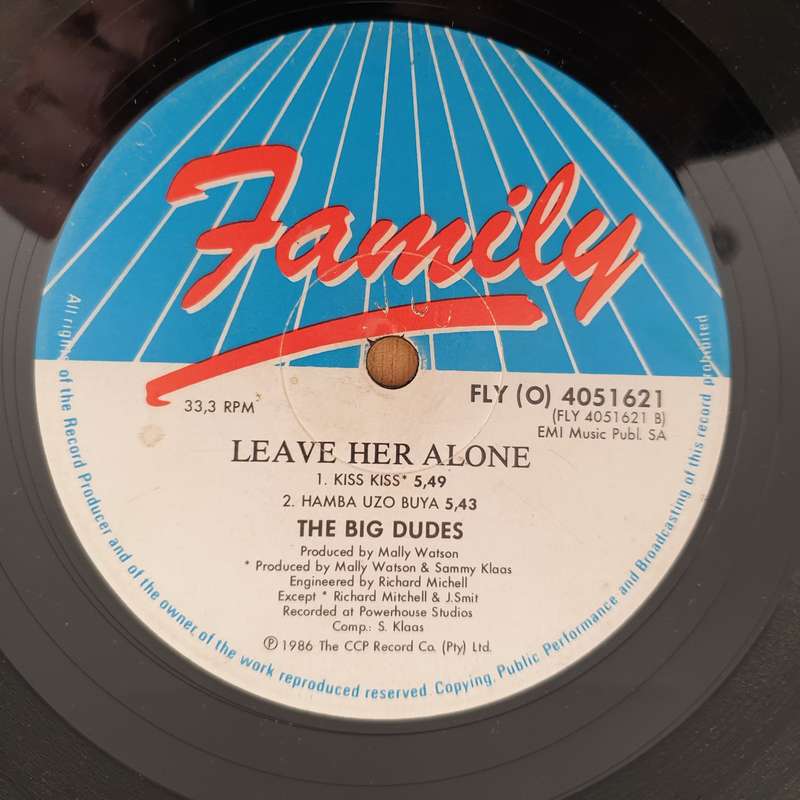 Family
33,3 RPM
FLY (O) 4051621
(FLY 4051621 B)
EMI Music Publ. SA
LEAVE HER ALONE
1. KISS KISS* 5,49
2. HAMBA UZO BUYA 5,43
THE BIG DUDES
Produced by Mally Watson
* Produced by Mally Watson & Sammy Klaas
Engineered by Richard Michell
Except * Richard Mitchell & J.Smit
Recorded at Powerhouse Studios
Comp.: S. Klaas
℗ 1986 The CCP Record Co. (Pty) Ltd.
All rights of the Record Producer and of the owner of the work reproduced reserved. Copying, Public Performance and Broadcasting of this record prohibited